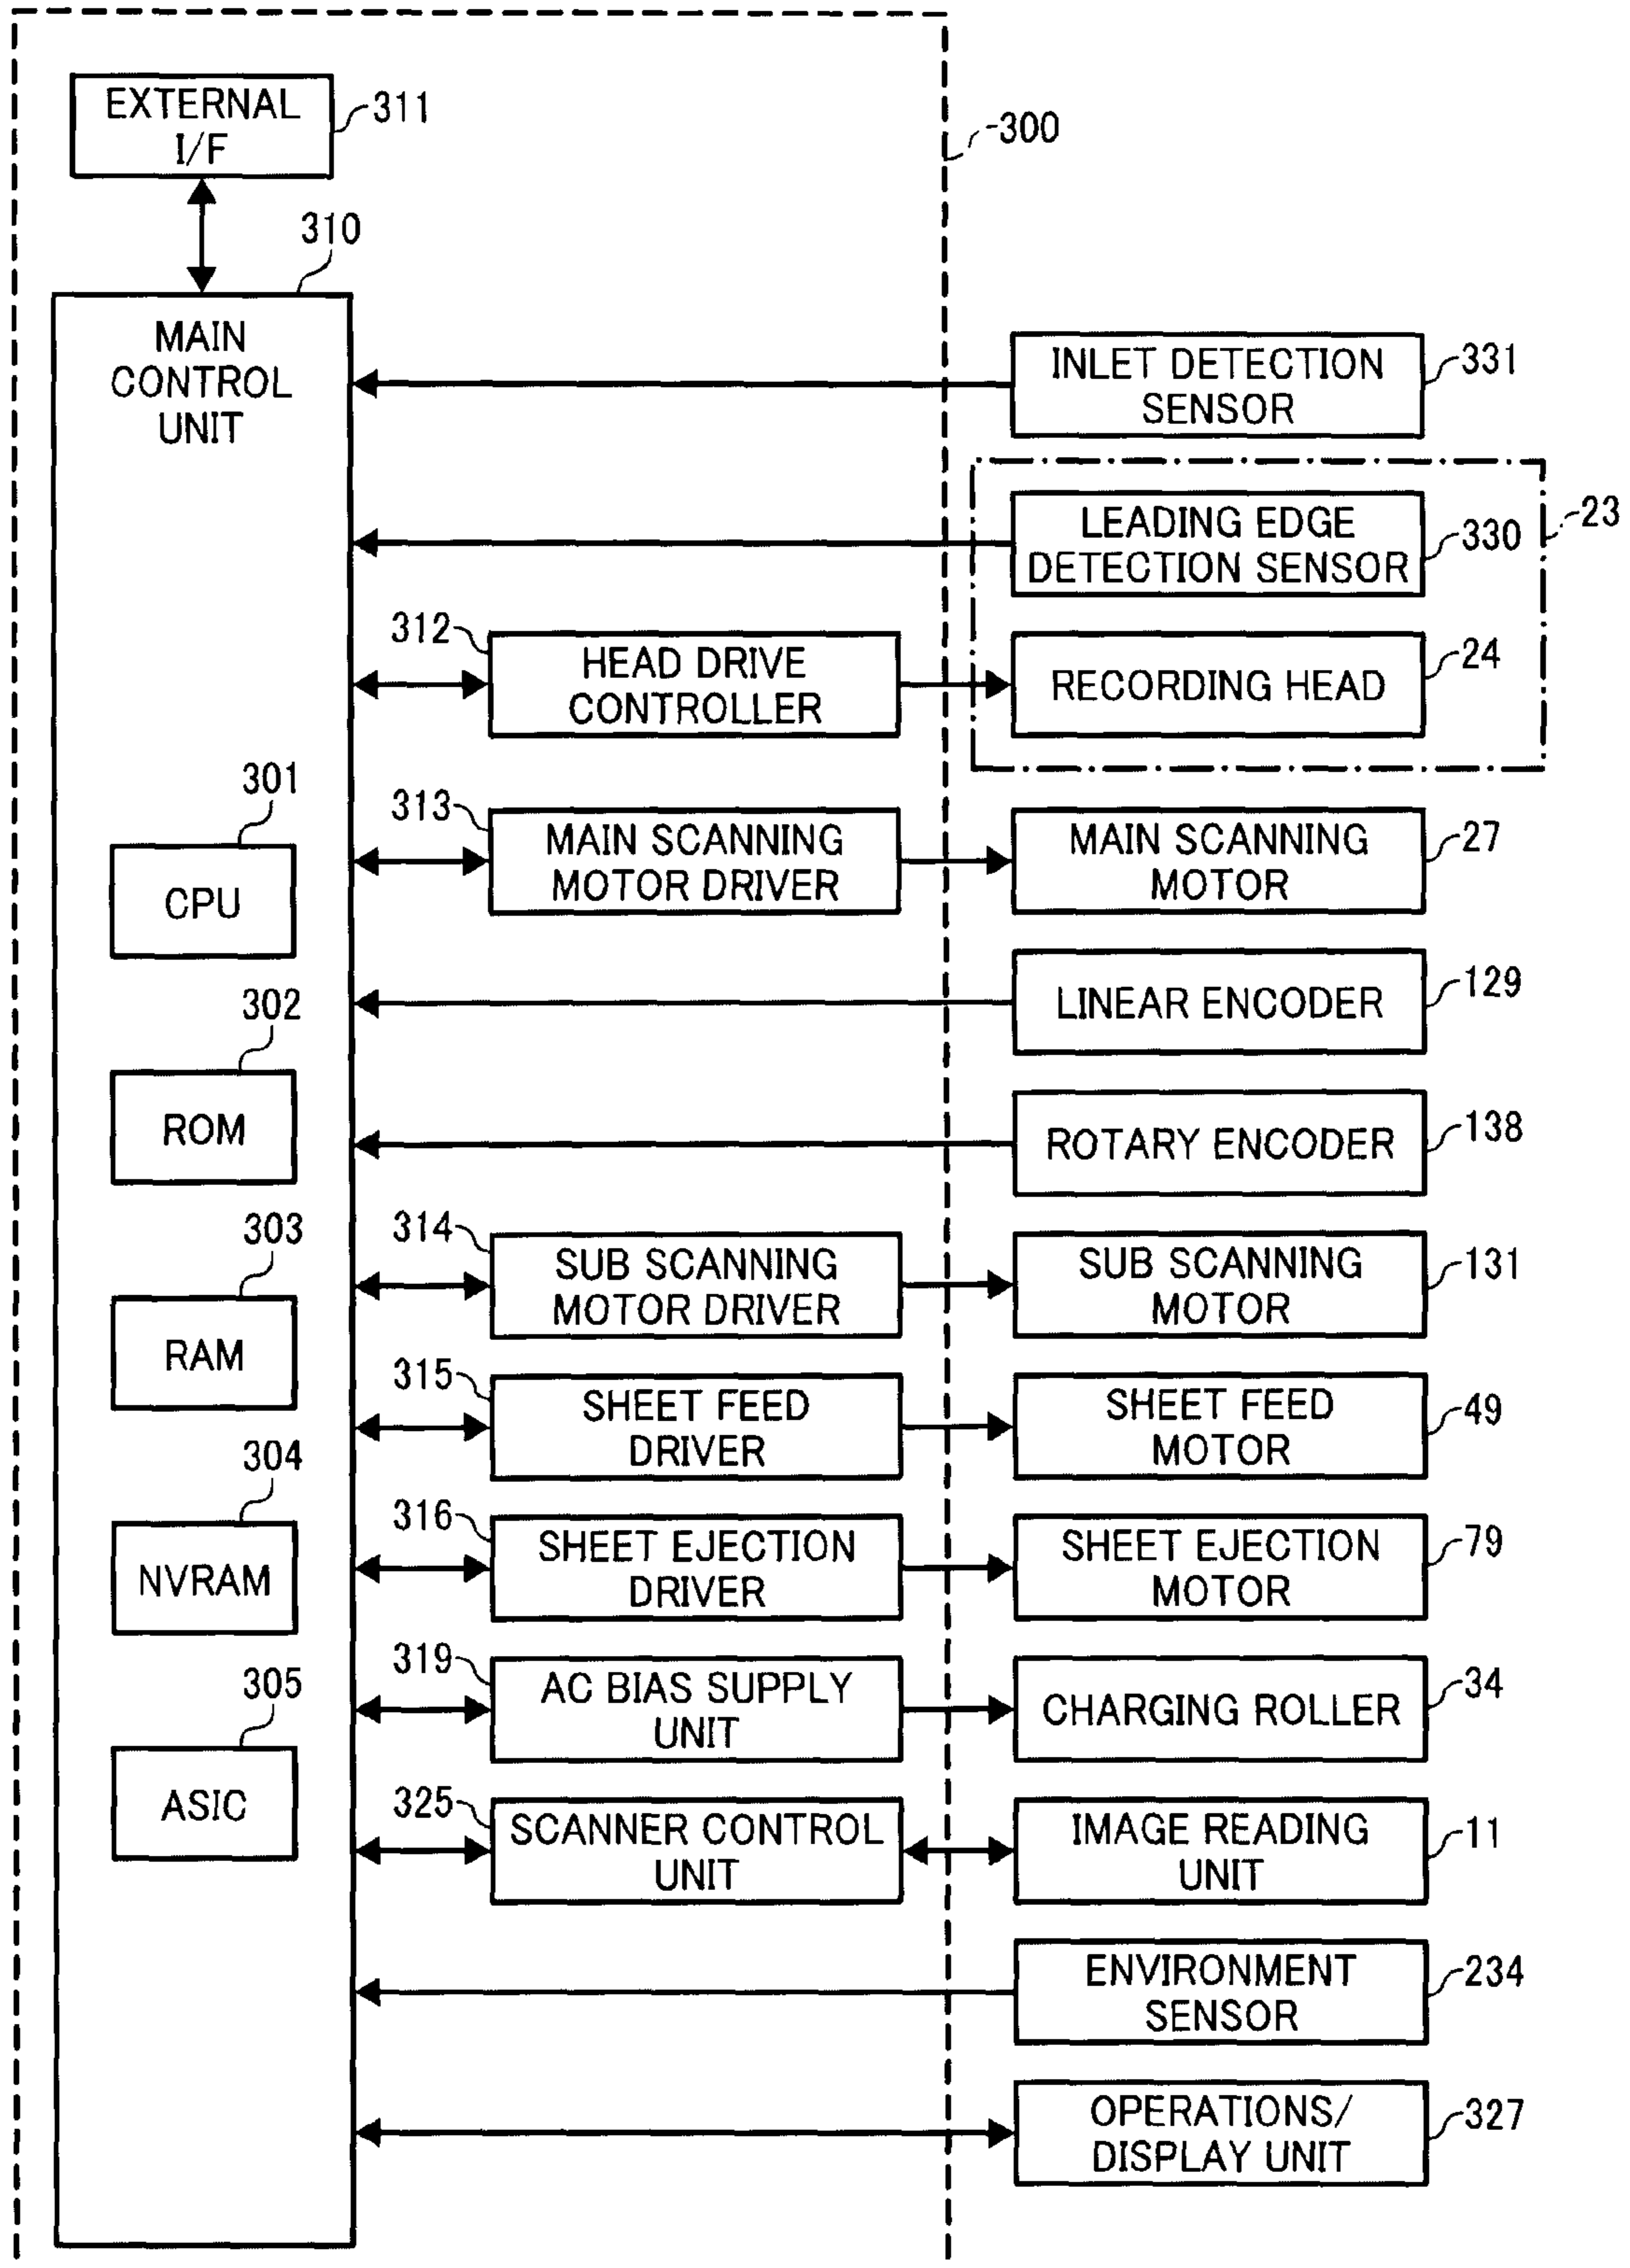 EXTERNAL
I/F
311
300
310
MAIN
CONTROL
UNIT
INLET DETECTION
SENSOR
331
LEADING EDGE
DETECTION SENSOR
330
23
312
HEAD DRIVE
CONTROLLER
RECORDING HEAD
24
301
CPU
313
MAIN SCANNING
MOTOR DRIVER
MAIN SCANNING
MOTOR
27
LINEAR ENCODER
129
302
ROM
ROTARY ENCODER
138
303
RAM
314
SUB SCANNING
MOTOR DRIVER
SUB SCANNING
MOTOR
131
315
SHEET FEED
DRIVER
SHEET FEED
MOTOR
49
304
NVRAM
316
SHEET EJECTION
DRIVER
SHEET EJECTION
MOTOR
79
305
ASIC
319
AC BIAS SUPPLY
UNIT
CHARGING ROLLER
34
325
SCANNER CONTROL
UNIT
IMAGE READING
UNIT
11
ENVIRONMENT
SENSOR
234
OPERATIONS/
DISPLAY UNIT
327